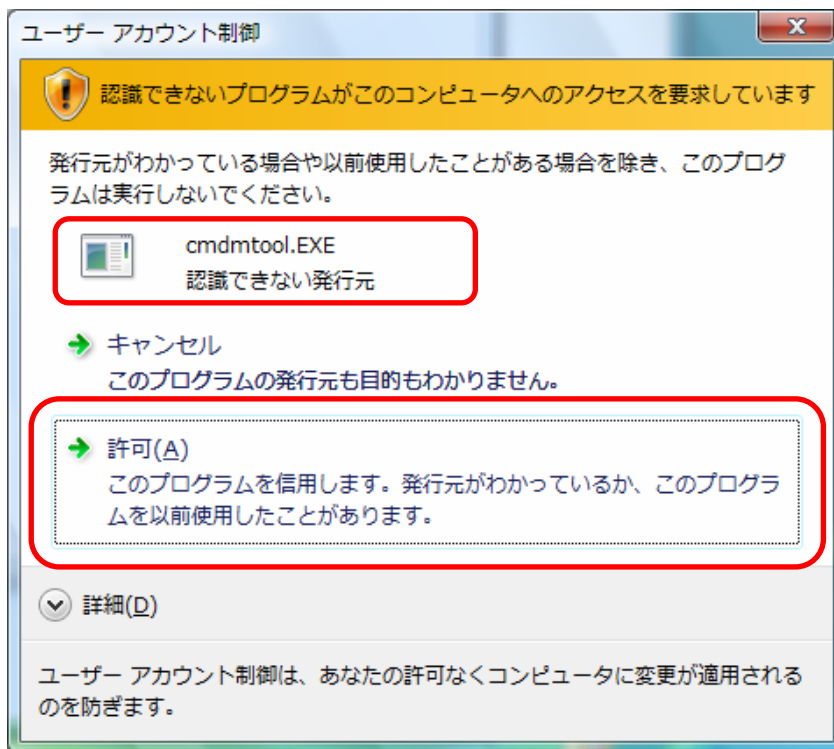 ユーザー アカウント制御
認識できないプログラムがこのコンピュータへのアクセスを要求しています
発行元がわかっている場合や以前使用したことがある場合を除き、このプログ
ラムは実行しないでください。
cmdmtool.EXE
認識できない発行元
キャンセル
このプログラムの発行元も目的もわかりません。
許可(A)
このプログラムを信用します。発行元がわかっているか、このプログラ
ムを以前使用したことがあります。
詳細(D)
ユーザー アカウント制御は、あなたの許可なくコンピュータに変更が適用される
のを防ぎます。